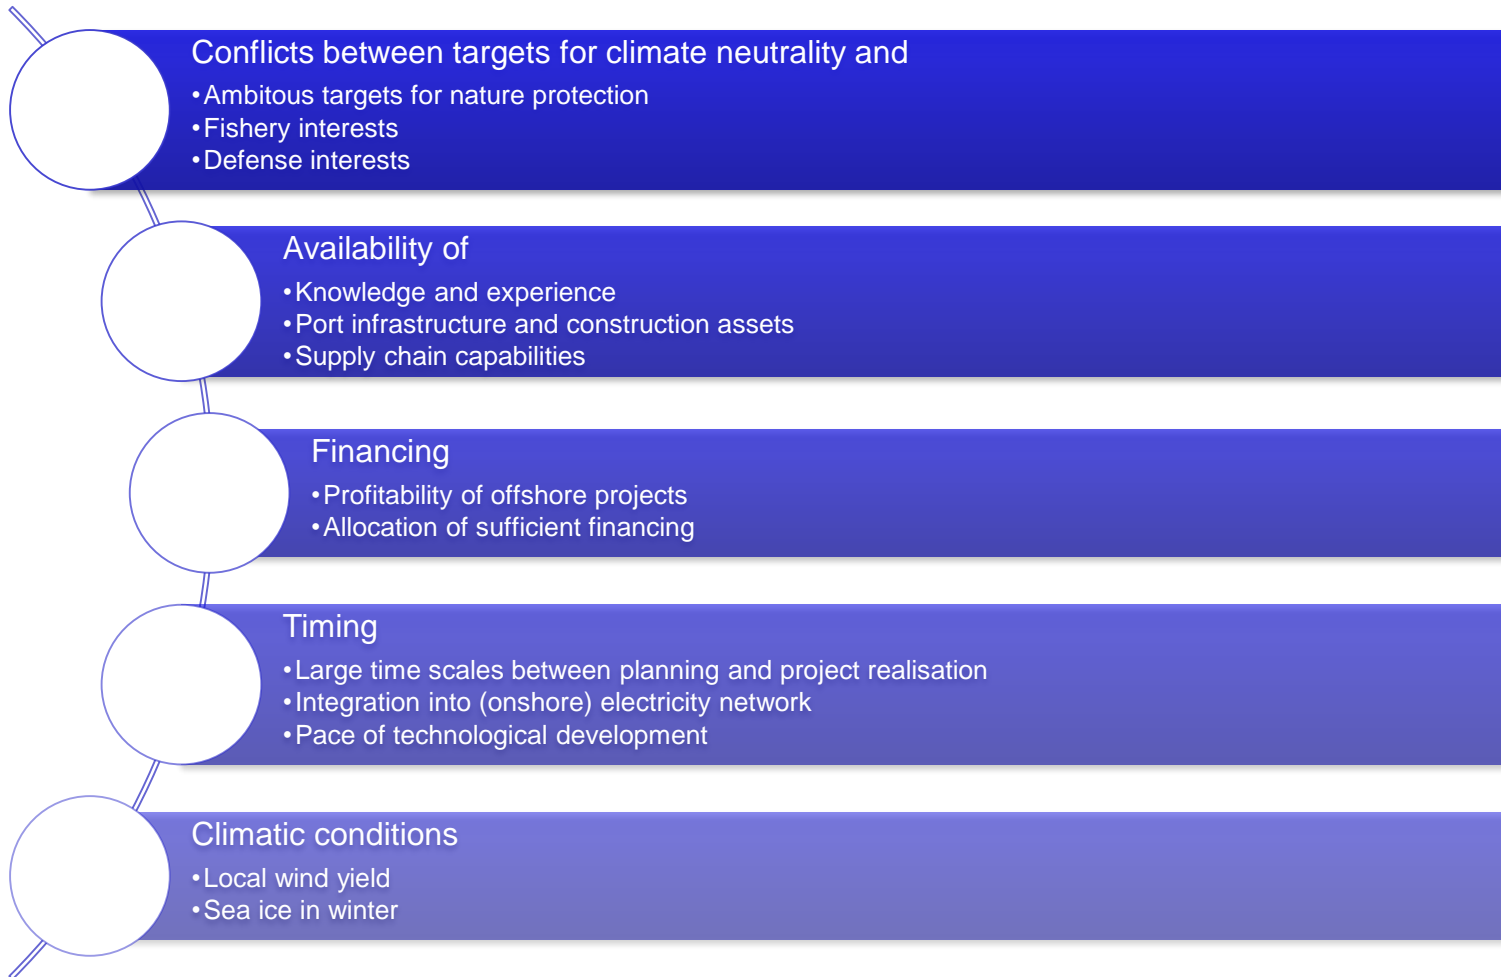 Conflicts between targets for climate neutrality and
•Ambitous targets for nature protection
•Fishery interests
•Defense interests
Availability of
•Knowledge and experience
•Port infrastructure and construction assets
•Supply chain capabilities
Financing
•Profitability of offshore projects
•Allocation of sufficient financing
Timing
•Large time scales between planning and project realisation
•Integration into (onshore) electricity network
•Pace of technological development
Climatic conditions
•Local wind yield
•Sea ice in winter